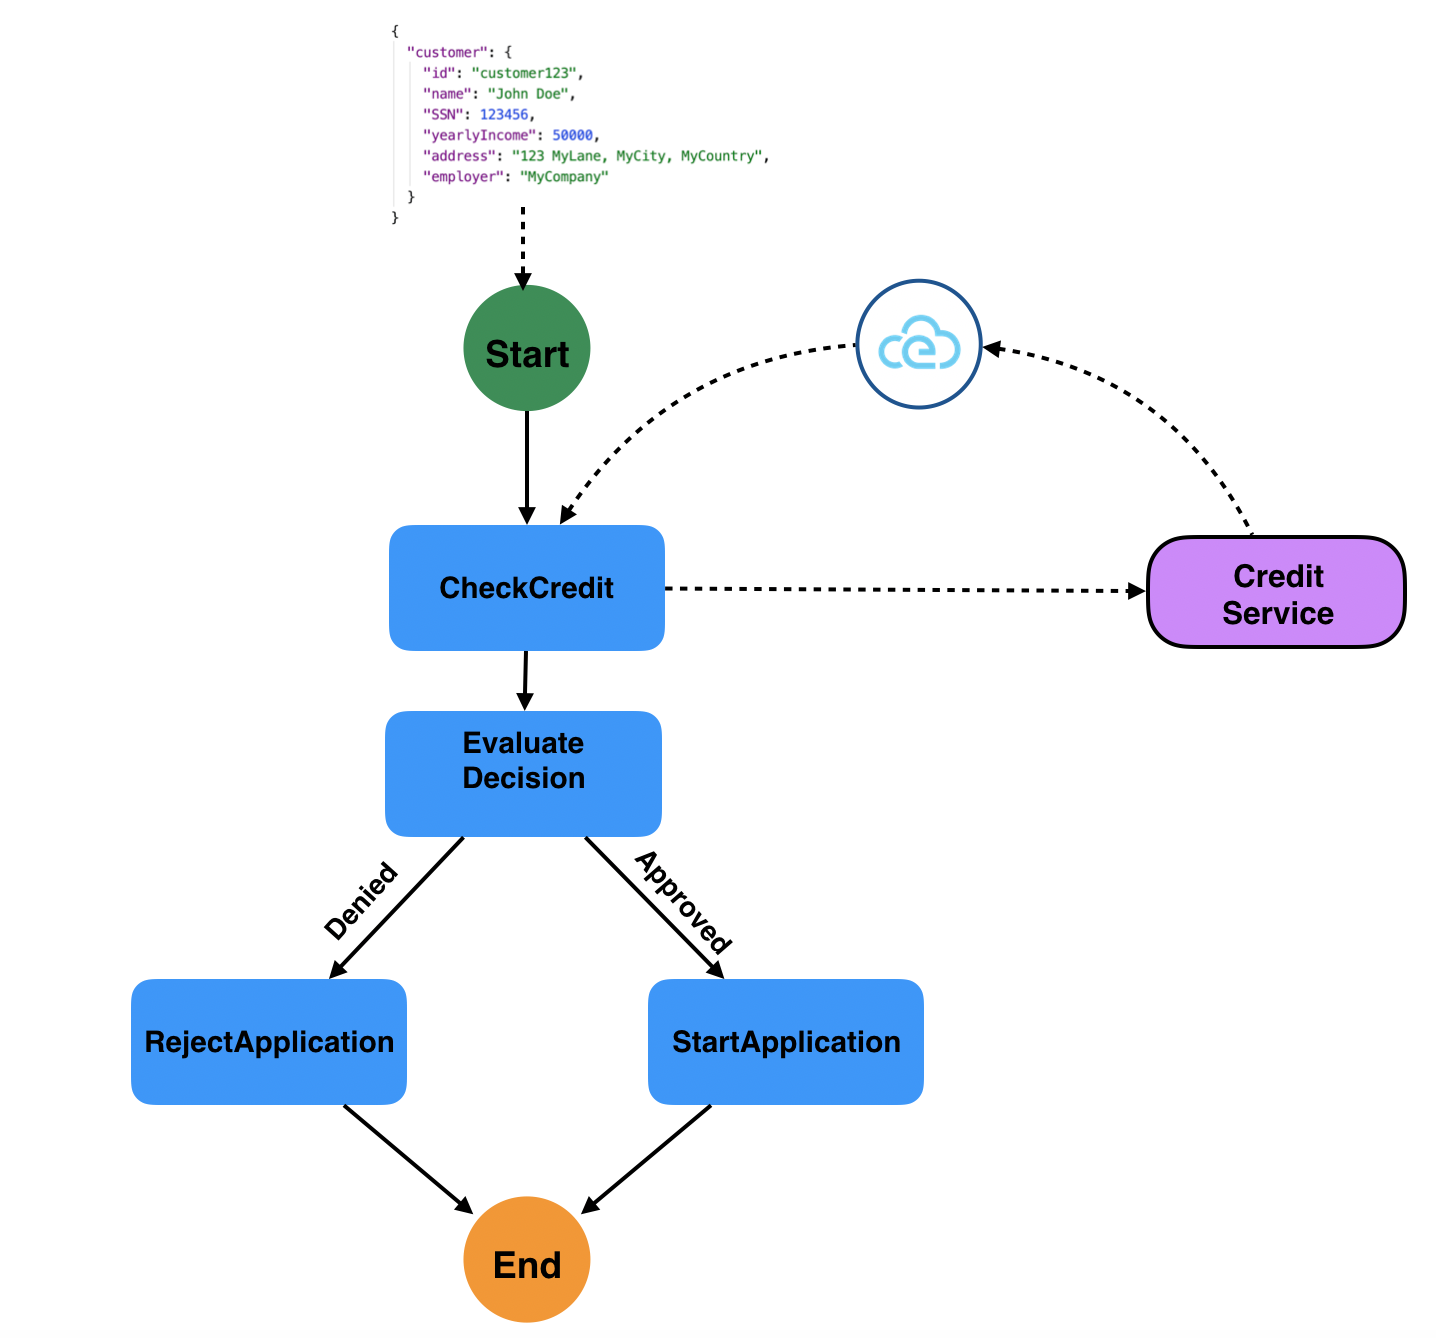 {
"customer": {
"id": "customer123",
"name": "John Doe",
"SSN": 123456,
"yearlyIncome": 50000,
"address": "123 MyLane, MyCity, MyCountry",
"employer": "MyCompany"
}
}
Start
CheckCredit
Credit
Service
Evaluate
Decision
Denied
Approved
RejectApplication
StartApplication
End